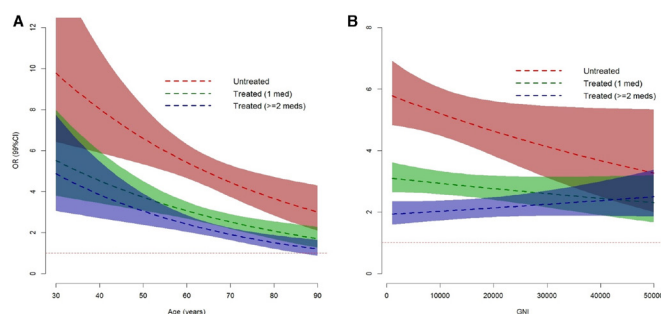 A
OR (99%CI)
12
10
8
6
4
2
0
Untreated
Treated (1 med)
Treated (>=2 meds)
30 40 50 60 70 80 90
Age (years)
B
8
6
4
2
0
Untreated
Treated (1 med)
Treated (>=2 meds)
0 10000 20000 30000 40000 50000
GNI